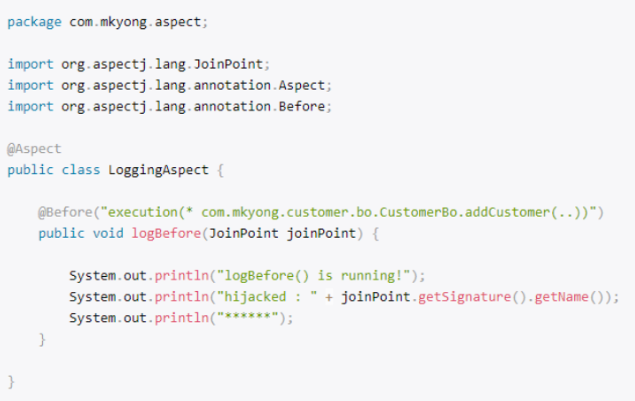 package com.mkyong.aspect;
import org.aspectj.lang.JoinPoint;
import org.aspectj.lang.annotation.Aspect;
import org.aspectj.lang.annotation.Before;
@Aspect
public class LoggingAspect {
@Before("execution(* com.mkyong.customer.bo.CustomerBo.addCustomer(..))")
public void logBefore(JoinPoint joinPoint) {
System.out.println("logBefore() is running!");
System.out.println("hijacked : " + joinPoint.getSignature().getName());
System.out.println("******");
}
}